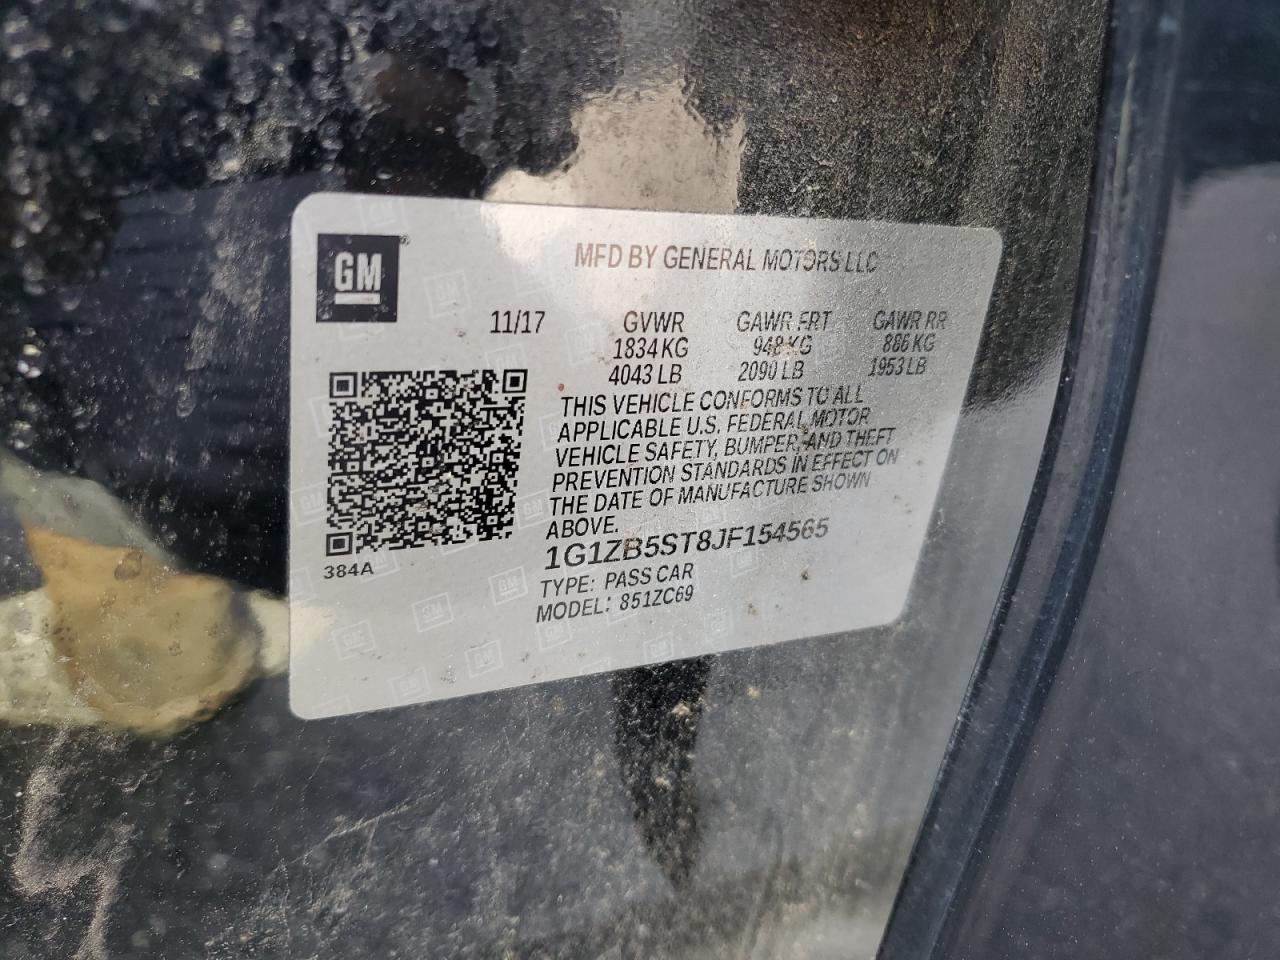 GM
MFD BY GENERAL MOTORS LLC
11/17 GVWR GAWR FRT GAWR RR
1834 KG 948 KG 886 KG
4043 LB 2090 LB 1953 LB
THIS VEHICLE CONFORMS TO ALL
APPLICABLE U.S. FEDERAL MOTOR
VEHICLE SAFETY, BUMPER, AND THEFT
PREVENTION STANDARDS IN EFFECT ON
THE DATE OF MANUFACTURE SHOWN
ABOVE.
1G1ZB5ST8JF154565
384A
TYPE: PASS CAR
MODEL: 851ZC69